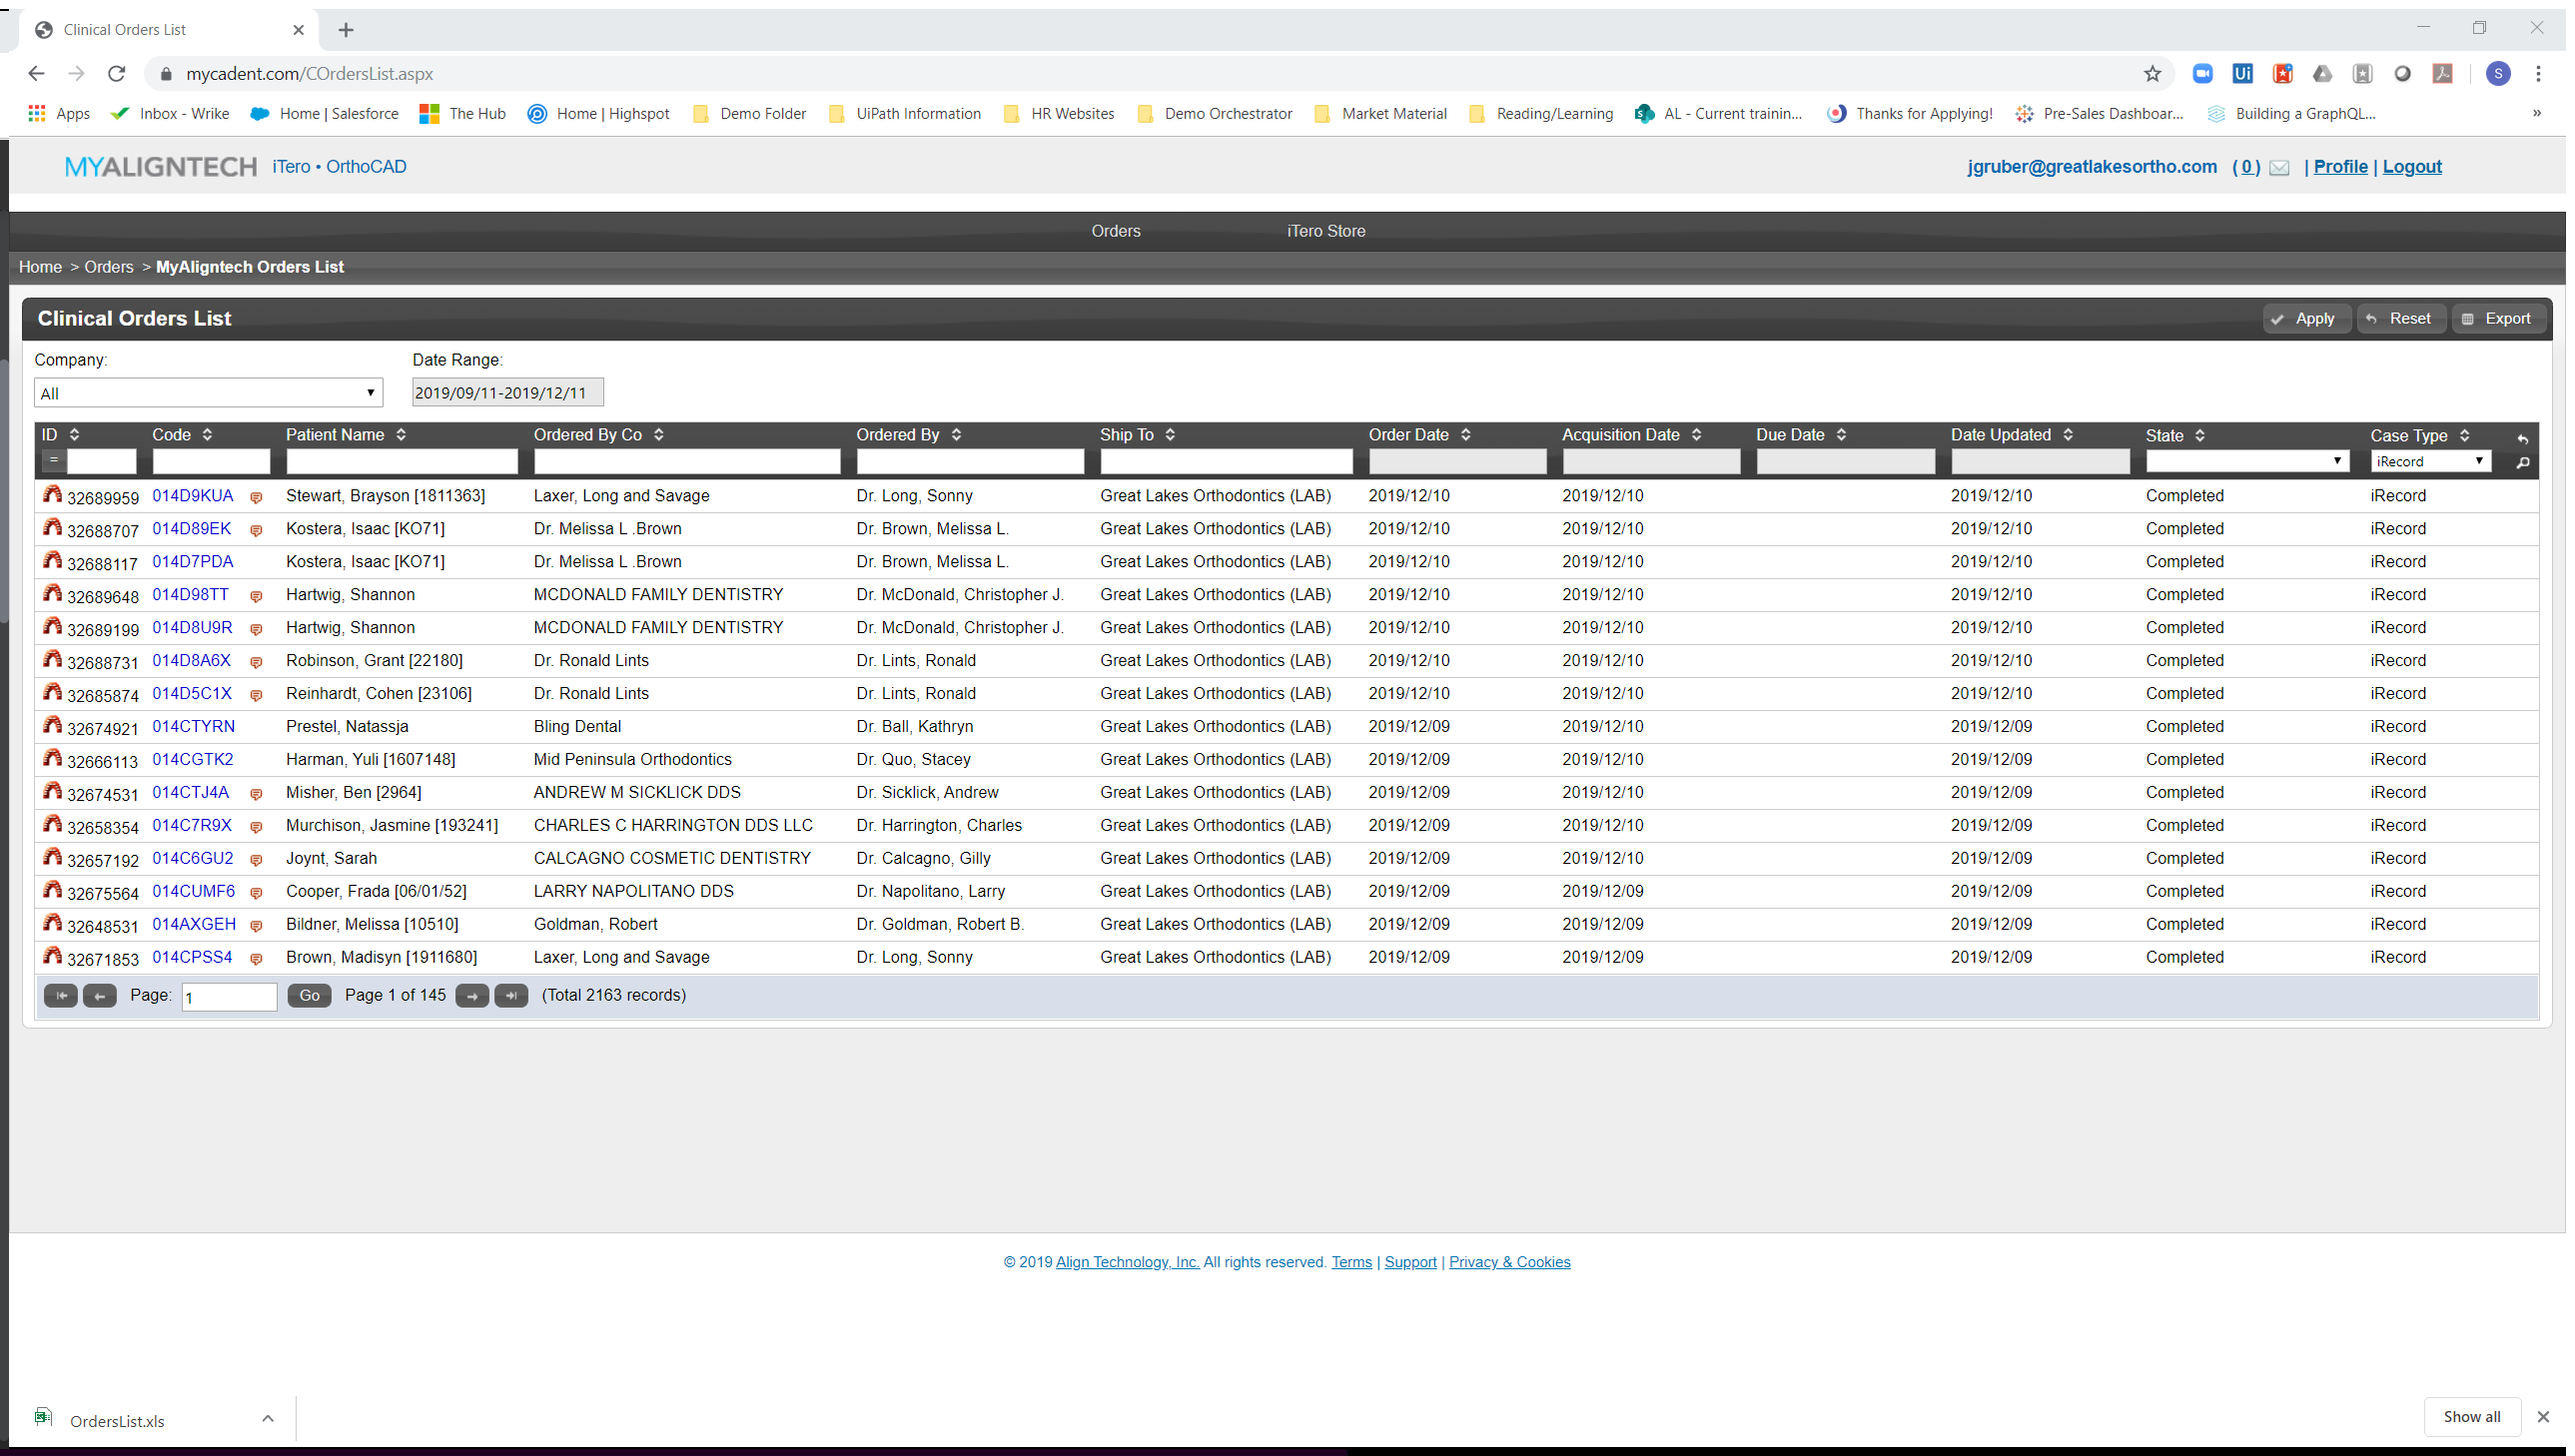 Clinical Orders List
mycadent.com/COrdersList.aspx
Apps Inbox - Wrike Home | Salesforce The Hub Home | Highspot Demo Folder UiPath Information HR Websites Demo Orchestrator Market Material Reading/Learning AL - Current trainin... Thanks for Applying! Pre-Sales Dashboar... Building a GraphQL... »
MYALIGNTECH iTero • OrthoCAD jgruber@greatlakesortho.com (0) | Profile | Logout
Orders iTero Store
Home > Orders > MyAligntech Orders List
Clinical Orders List Apply Reset Export
Company: Date Range:
All 2019/09/11-2019/12/11
ID Code Patient Name Ordered By Co Ordered By Ship To Order Date Acquisition Date Due Date Date Updated State Case Type
= iRecord
32689959 014D9KUA Stewart, Brayson [1811363] Laxer, Long and Savage Dr. Long, Sonny Great Lakes Orthodontics (LAB) 2019/12/10 2019/12/10 2019/12/10 Completed iRecord
32688707 014D89EK Kostera, Isaac [KO71] Dr. Melissa L .Brown Dr. Brown, Melissa L. Great Lakes Orthodontics (LAB) 2019/12/10 2019/12/10 2019/12/10 Completed iRecord
32688117 014D7PDA Kostera, Isaac [KO71] Dr. Melissa L .Brown Dr. Brown, Melissa L. Great Lakes Orthodontics (LAB) 2019/12/10 2019/12/10 2019/12/10 Completed iRecord
32689648 014D98TT Hartwig, Shannon MCDONALD FAMILY DENTISTRY Dr. McDonald, Christopher J. Great Lakes Orthodontics (LAB) 2019/12/10 2019/12/10 2019/12/10 Completed iRecord
32689199 014D8U9R Hartwig, Shannon MCDONALD FAMILY DENTISTRY Dr. McDonald, Christopher J. Great Lakes Orthodontics (LAB) 2019/12/10 2019/12/10 2019/12/10 Completed iRecord
32688731 014D8A6X Robinson, Grant [22180] Dr. Ronald Lints Dr. Lints, Ronald Great Lakes Orthodontics (LAB) 2019/12/10 2019/12/10 2019/12/10 Completed iRecord
32685874 014D5C1X Reinhardt, Cohen [23106] Dr. Ronald Lints Dr. Lints, Ronald Great Lakes Orthodontics (LAB) 2019/12/10 2019/12/10 2019/12/10 Completed iRecord
32674921 014CTYRN Prestel, Natassja Bling Dental Dr. Ball, Kathryn Great Lakes Orthodontics (LAB) 2019/12/09 2019/12/10 2019/12/09 Completed iRecord
32666113 014CGTK2 Harman, Yuli [1607148] Mid Peninsula Orthodontics Dr. Quo, Stacey Great Lakes Orthodontics (LAB) 2019/12/09 2019/12/10 2019/12/09 Completed iRecord
32674531 014CTJ4A Misher, Ben [2964] ANDREW M SICKLICK DDS Dr. Sicklick, Andrew Great Lakes Orthodontics (LAB) 2019/12/09 2019/12/10 2019/12/09 Completed iRecord
32658354 014C7R9X Murchison, Jasmine [193241] CHARLES C HARRINGTON DDS LLC Dr. Harrington, Charles Great Lakes Orthodontics (LAB) 2019/12/09 2019/12/10 2019/12/09 Completed iRecord
32657192 014C6GU2 Joynt, Sarah CALCAGNO COSMETIC DENTISTRY Dr. Calcagno, Gilly Great Lakes Orthodontics (LAB) 2019/12/09 2019/12/10 2019/12/09 Completed iRecord
32675564 014CUMF6 Cooper, Frada [06/01/52] LARRY NAPOLITANO DDS Dr. Napolitano, Larry Great Lakes Orthodontics (LAB) 2019/12/09 2019/12/09 2019/12/09 Completed iRecord
32648531 014AXGEH Bildner, Melissa [10510] Goldman, Robert Dr. Goldman, Robert B. Great Lakes Orthodontics (LAB) 2019/12/09 2019/12/09 2019/12/09 Completed iRecord
32671853 014CPSS4 Brown, Madisyn [1911680] Laxer, Long and Savage Dr. Long, Sonny Great Lakes Orthodontics (LAB) 2019/12/09 2019/12/09 2019/12/09 Completed iRecord
Page: 1 Go Page 1 of 145 (Total 2163 records)
© 2019 Align Technology, Inc. All rights reserved. Terms | Support | Privacy & Cookies
OrdersList.xls Show all